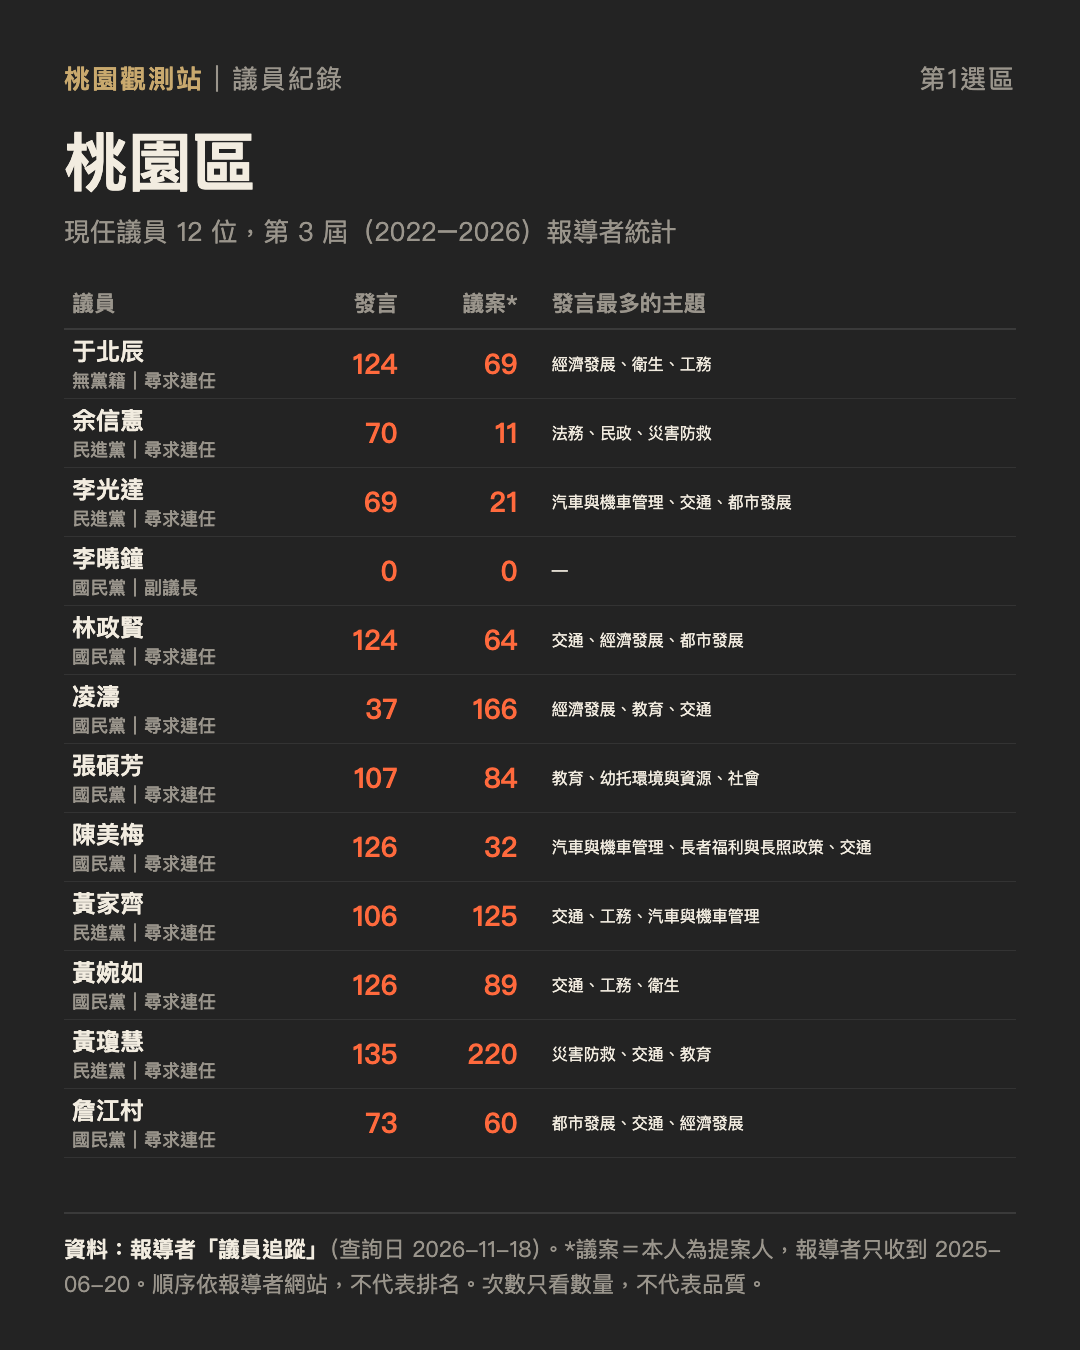 桃園觀測站｜議員紀錄
第1選區
桃園區
現任議員 12 位，第 3 屆（2022—2026）報導者統計
議員 發言 議案* 發言最多的主題
于北辰
無黨籍｜尋求連任
124 69 經濟發展、衛生、工務
余信憲
民進黨｜尋求連任
70 11 法務、民政、災害防救
李光達
民進黨｜尋求連任
69 21 汽車與機車管理、交通、都市發展
李曉鐘
國民黨｜副議長
0 0 —
林政賢
國民黨｜尋求連任
124 64 交通、經濟發展、都市發展
凌濤
國民黨｜尋求連任
37 166 經濟發展、教育、交通
張碩芳
國民黨｜尋求連任
107 84 教育、幼托環境與資源、社會
陳美梅
國民黨｜尋求連任
126 32 汽車與機車管理、長者福利與長照政策、交通
黃家齊
民進黨｜尋求連任
106 125 交通、工務、汽車與機車管理
黃婉如
國民黨｜尋求連任
126 89 交通、工務、衛生
黃瓊慧
民進黨｜尋求連任
135 220 災害防救、交通、教育
詹江村
國民黨｜尋求連任
73 60 都市發展、交通、經濟發展
資料：報導者「議員追蹤」（查詢日 2026-11-18）。*議案＝本人為提案人，報導者只收到 2025-
06-20。順序依報導者網站，不代表排名。次數只看數量，不代表品質。